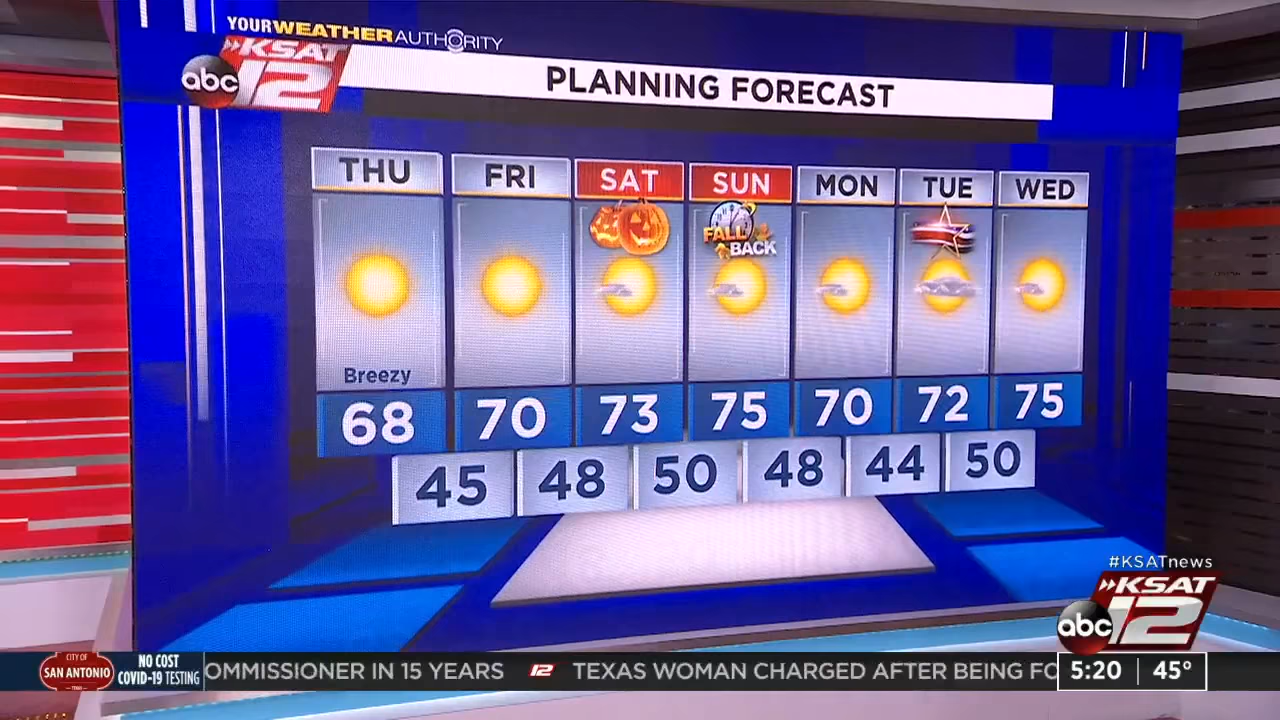 YOUR WEATHER AUTHORITY
KSAT
abc 12
PLANNING FORECAST
THU FRI SAT SUN MON TUE WED
FALL
BACK
Breezy
68 70 73 75 70 72 75
45 48 50 48 44 50
#KSATnews
KSAT
abc 12
CITY OF
SAN ANTONIO
TEXAS
NO COST
COVID-19 TESTING
OMMISSIONER IN 15 YEARS 12 TEXAS WOMAN CHARGED AFTER BEING FO
5:20 45°